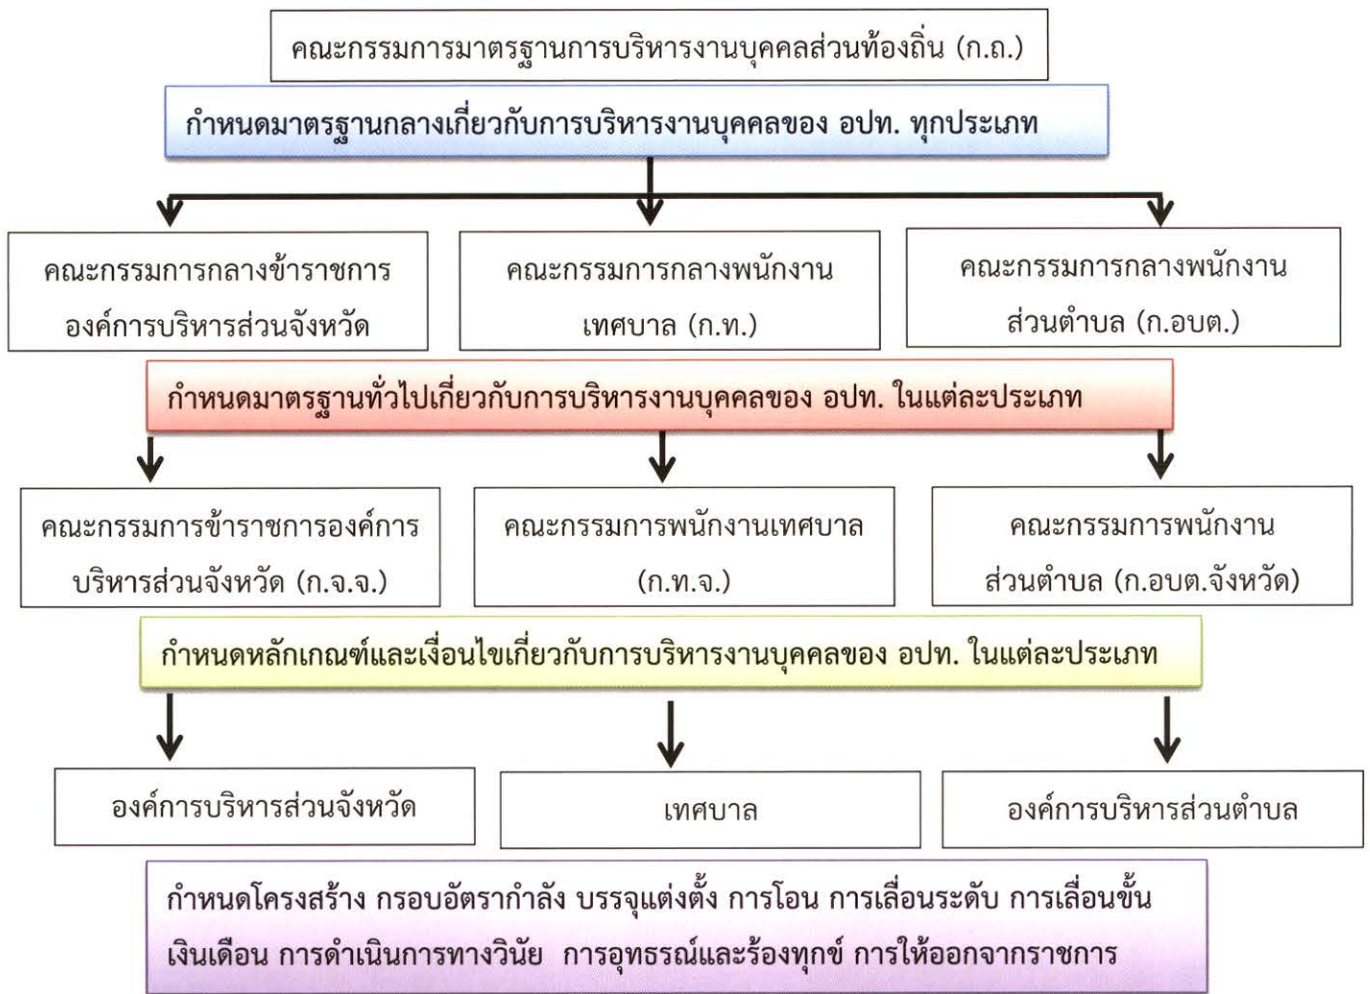 คณะกรรมการมาตรฐานการบริหารงานบุคคลส่วนท้องถิ่น (ก.ถ.)
กำหนดมาตรฐานกลางเกี่ยวกับการบริหารงานบุคคลของ อปท. ทุกประเภท
คณะกรรมการกลางข้าราชการ
องค์การบริหารส่วนจังหวัด
คณะกรรมการกลางพนักงาน
เทศบาล (ก.ท.)
คณะกรรมการกลางพนักงาน
ส่วนตำบล (ก.อบต.)
กำหนดมาตรฐานทั่วไปเกี่ยวกับการบริหารงานบุคคลของ อปท. ในแต่ละประเภท
คณะกรรมการข้าราชการองค์การ
บริหารส่วนจังหวัด (ก.จ.จ.)
คณะกรรมการพนักงานเทศบาล
(ก.ท.จ.)
คณะกรรมการพนักงาน
ส่วนตำบล (ก.อบต.จังหวัด)
กำหนดหลักเกณฑ์และเงื่อนไขเกี่ยวกับการบริหารงานบุคคลของ อปท. ในแต่ละประเภท
องค์การบริหารส่วนจังหวัด
เทศบาล
องค์การบริหารส่วนตำบล
กำหนดโครงสร้าง กรอบอัตรากำลัง บรรจุแต่งตั้ง การโอน การเลื่อนระดับ การเลื่อนขั้น
เงินเดือน การดำเนินการทางวินัย การอุทธรณ์และร้องทุกข์ การให้ออกจากราชการ